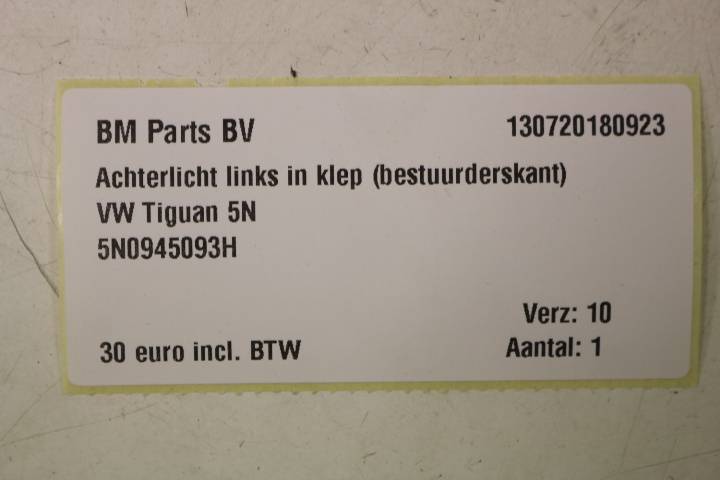 BM Parts BV 130720180923
Achterlicht links in klep (bestuurderskant)
VW Tiguan 5N
5N0945093H
Verz: 10
30 euro incl. BTW Aantal: 1